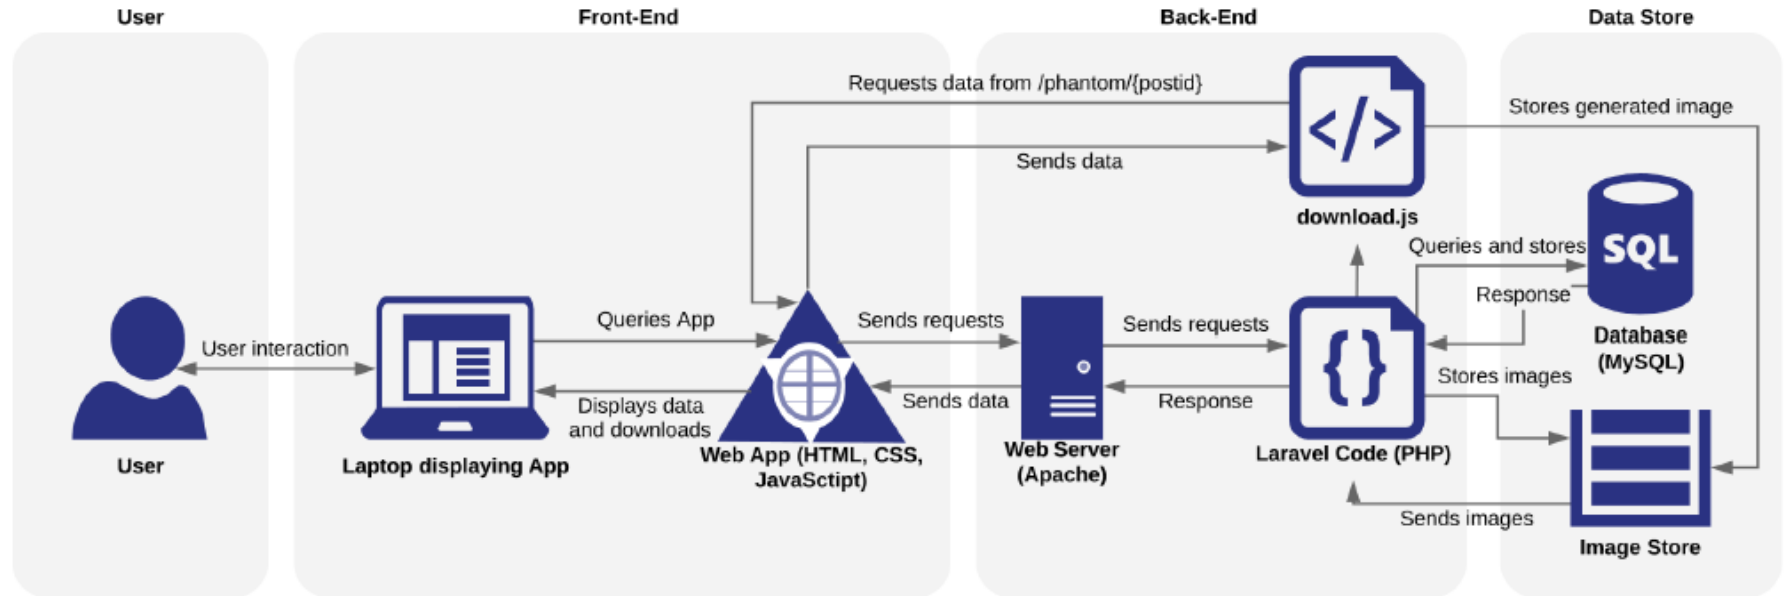 User
Front-End
Back-End
Data Store
Requests data from /phantom/{postid}
Stores generated image
</>
Sends data
download.js
Queries and stores
SQL
Response
Database
(MySQL)
User interaction
Queries App
Sends requests
Sends requests
{}
Stores images
Displays data
and downloads
Sends data
Response
User
Laptop displaying App
Web App (HTML, CSS,
JavaSctipt)
Web Server
(Apache)
Laravel Code (PHP)
Sends images
Image Store